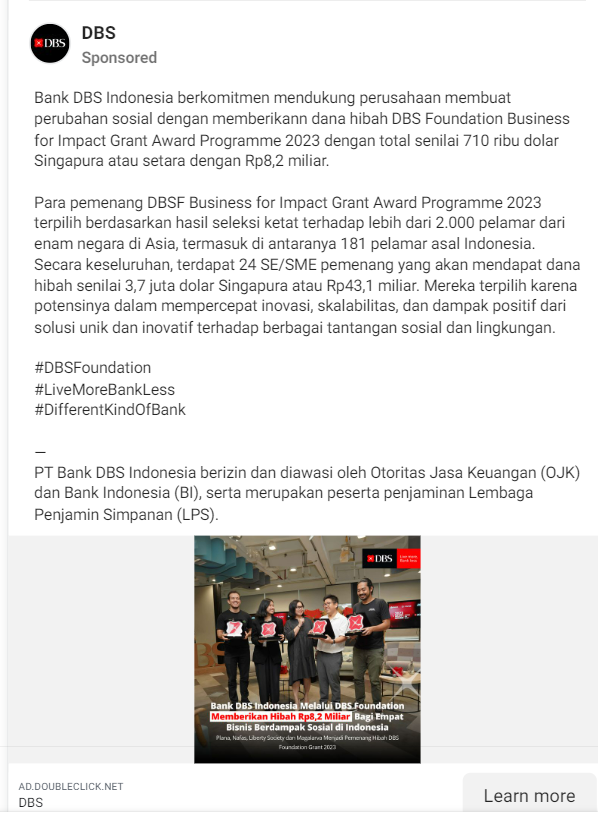 DBS
DBS
Sponsored
Bank DBS Indonesia berkomitmen mendukung perusahaan membuat
perubahan sosial dengan memberikann dana hibah DBS Foundation Business
for Impact Grant Award Programme 2023 dengan total senilai 710 ribu dolar
Singapura atau setara dengan Rp8,2 miliar.
Para pemenang DBSF Business for Impact Grant Award Programme 2023
terpilih berdasarkan hasil seleksi ketat terhadap lebih dari 2.000 pelamar dari
enam negara di Asia, termasuk di antaranya 181 pelamar asal Indonesia.
Secara keseluruhan, terdapat 24 SE/SME pemenang yang akan mendapat dana
hibah senilai 3,7 juta dolar Singapura atau Rp43,1 miliar. Mereka terpilih karena
potensinya dalam mempercepat inovasi, skalabilitas, dan dampak positif dari
solusi unik dan inovatif terhadap berbagai tantangan sosial dan lingkungan.
#DBSFoundation
#LiveMoreBankLess
#DifferentKindOfBank
—
PT Bank DBS Indonesia berizin dan diawasi oleh Otoritas Jasa Keuangan (OJK)
dan Bank Indonesia (BI), serta merupakan peserta penjaminan Lembaga
Penjamin Simpanan (LPS).
DBS
Live more,
Bank less
Bank DBS Indonesia Melalui DBS Foundation
Memberikan Hibah Rp8,2 Miliar Bagi Empat
Bisnis Berdampak Sosial di Indonesia
Plana, Nafas, Liberty Society dan Magalarva Menjadi Pemenang Hibah DBS
Foundation Grant 2023
AD.DOUBLECLICK.NET
DBS
Learn more